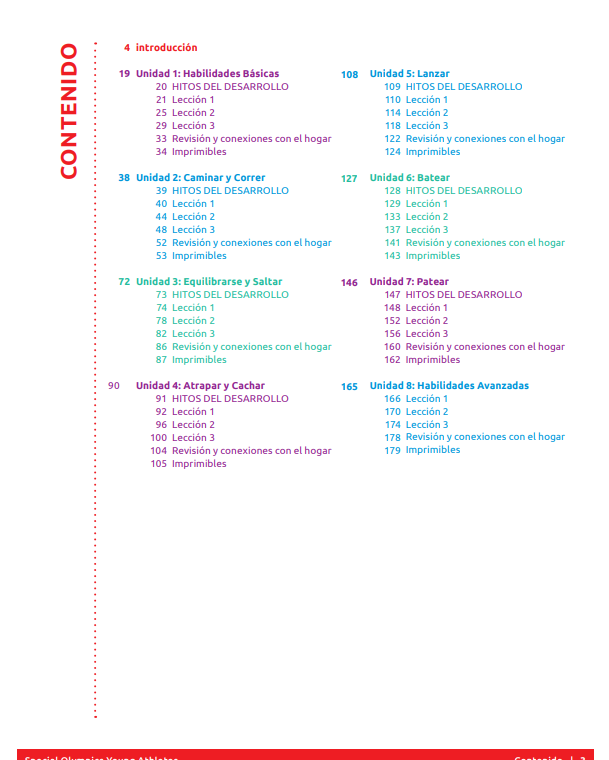 CONTENIDO
4 introducción
19 Unidad 1: Habilidades Básicas
20 HITOS DEL DESARROLLO
21 Lección 1
25 Lección 2
29 Lección 3
33 Revisión y conexiones con el hogar
34 Imprimibles
38 Unidad 2: Caminar y Correr
39 HITOS DEL DESARROLLO
40 Lección 1
44 Lección 2
48 Lección 3
52 Revisión y conexiones con el hogar
53 Imprimibles
72 Unidad 3: Equilibrarse y Saltar
73 HITOS DEL DESARROLLO
74 Lección 1
78 Lección 2
82 Lección 3
86 Revisión y conexiones con el hogar
87 Imprimibles
90 Unidad 4: Atrapar y Cachar
91 HITOS DEL DESARROLLO
92 Lección 1
96 Lección 2
100 Lección 3
104 Revisión y conexiones con el hogar
105 Imprimibles
108 Unidad 5: Lanzar
109 HITOS DEL DESARROLLO
110 Lección 1
114 Lección 2
118 Lección 3
122 Revisión y conexiones con el hogar
124 Imprimibles
127 Unidad 6: Batear
128 HITOS DEL DESARROLLO
129 Lección 1
133 Lección 2
137 Lección 3
141 Revisión y conexiones con el hogar
143 Imprimibles
146 Unidad 7: Patear
147 HITOS DEL DESARROLLO
148 Lección 1
152 Lección 2
156 Lección 3
160 Revisión y conexiones con el hogar
162 Imprimibles
165 Unidad 8: Habilidades Avanzadas
166 Lección 1
170 Lección 2
174 Lección 3
178 Revisión y conexiones con el hogar
179 Imprimibles
Special Olympics Young Athletes Contenido |